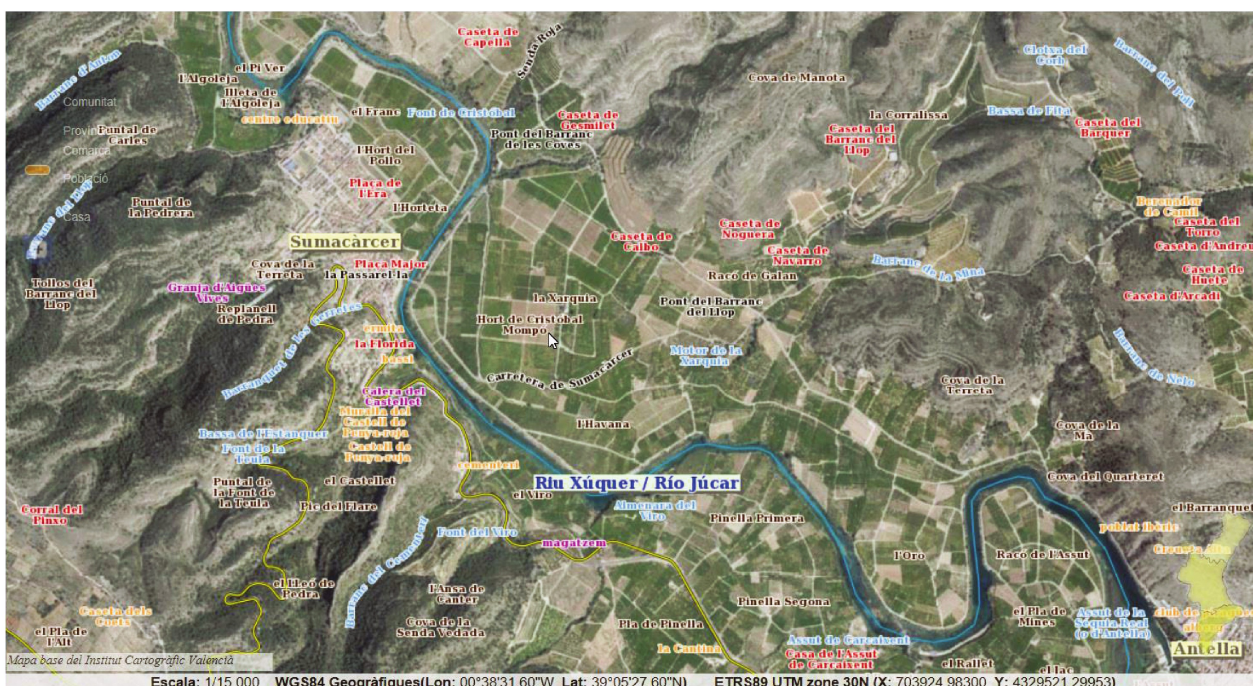 Caseta de
Capella
Senda Roja
Clotxa del
Corb
el Pi Ver
l'Algoleja
Illeta de
l'Algoleja
Cova de Manota
Comunitat
centre educatiu
el Franc
Font de Cristóbal
Caseta de
Gesmilet
Bassa de Fita
la Corralissa
Caseta del
Barquer
Caseta del
Barranc del
Llop
Puntal de
Carles
Pont del Barranc
de les Coves
l'Hort del
Pollo
Comarca
Població
Plaça de
l'Era
Puntal de
la Pedrera
l'Horteta
Casa
Berenador
de Camil
Caseta del
Torro
Caseta de
Noguera
Caseta de
Calbo
Caseta d'Andreu
Sumacàrcer
Caseta de
Navarro
Barranc de la Mina
Cova de la
Terreta
Plaça Major
la Passarel·la
Racó de Galan
Caseta de
Huete
Tollos del
Barranc del
Llop
Granja d'Aigües
Vives
Caseta d'Arcadi
la Xarquia
Pont del Barranc
del Llop
Replanell
de Pedra
Hort de Cristobal
Mompo
ermita
la Florida
Barranquet de les Gerretes
Motor de la
Xarquia
Barranc de Nelo
Carretera de Sumacàrcer
Cova de la
Terreta
Calera del
Castellet
Muralla del
Castell de
Penya-roja
l'Havana
Cova de la
Mà
Bassa de l'Estanquer
Font de la
Teula
Castell de
Penya-roja
cementeri
Cova del Quarteret
Puntal de
la Font de
la Teula
el Castellet
Riu Xúquer / Río Júcar
el Viro
Pic del Flare
Almenara del
Viro
Corral del
Pinxo
el Barranquet
Pinella Primera
poblat ibèric
Font del Viro
magatzem
l'Oro
Racó de l'Assut
Creueta Alta
Barranc del Cementeri
el Lleó de
Pedra
l'Ansa de
Cànter
Pinella Segona
Caseta dels
Coets
el Pla de
Mines
Assut de la
Séquia Real
(o d'Antella)
el Pla de
l'Alt
Cova de la
Senda Vedada
Pla de Pinella
Assut de Carcaixent
la Cantina
Casa de l'Assut
de Carcaixent
Antella
el Rallet
Mapa base del Institut Cartogràfic Valencià
Escala: 1/15 000 WGS84 Geogràfiques(Lon: 00°38'31.60"W Lat: 39°05'27.60"N) ETRS89 UTM zone 30N (X: 703924.98300 Y: 4329521.29953)